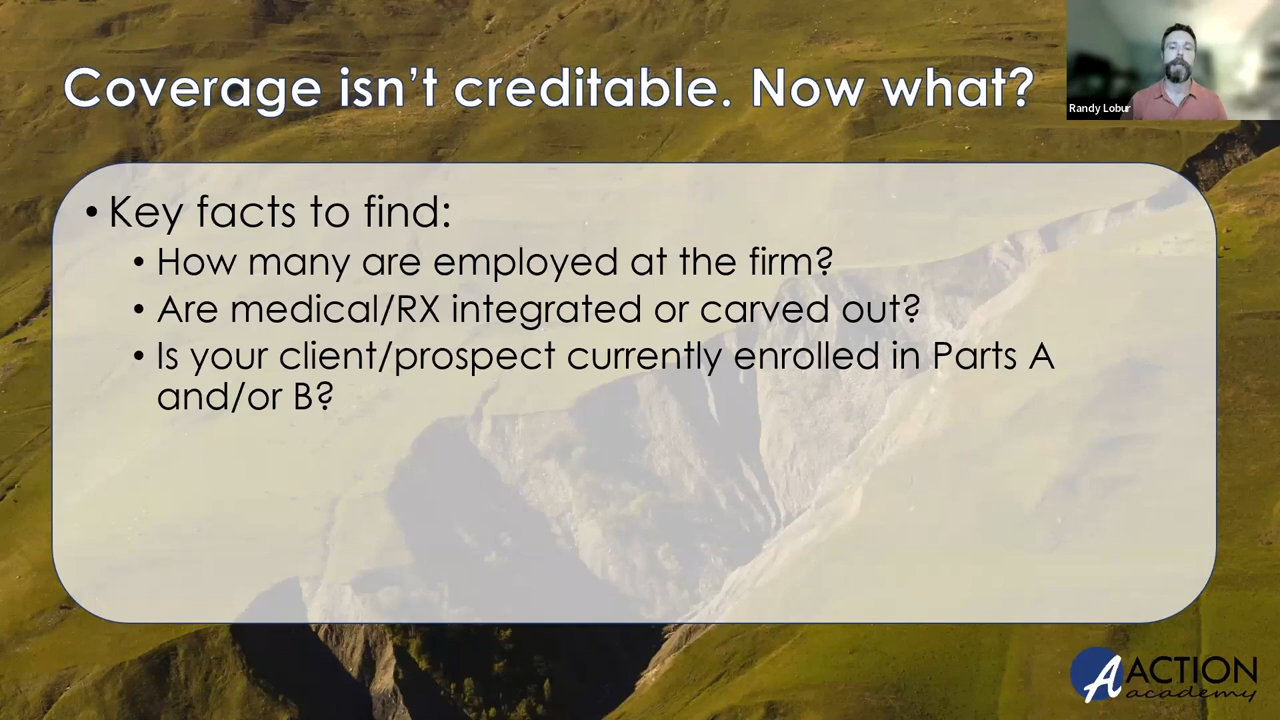 Coverage isn’t creditable. Now what?
Randy Lobur
• Key facts to find:
• How many are employed at the firm?
• Are medical/RX integrated or carved out?
• Is your client/prospect currently enrolled in Parts A
and/or B?
A ACTION
academy